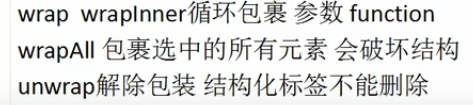 wrap wrapInner循环包裹 参数 function
wrapAll 包裹选中的所有元素 会破坏结构
unwrap解除包装 结构化标签不能删除